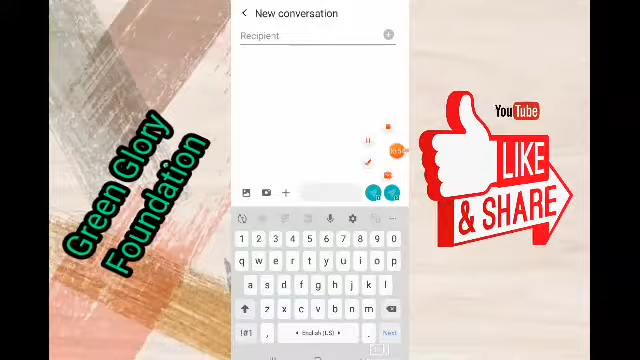 New conversation
Recipient
Green Glory
Foundation
YouTube
LIKE
& SHARE
1 2 3 4 5 6 7 8 9 0
q w e r t y u i o p
a s d f g h j k l
z x c v b n m
!#1 , English (US) . Next